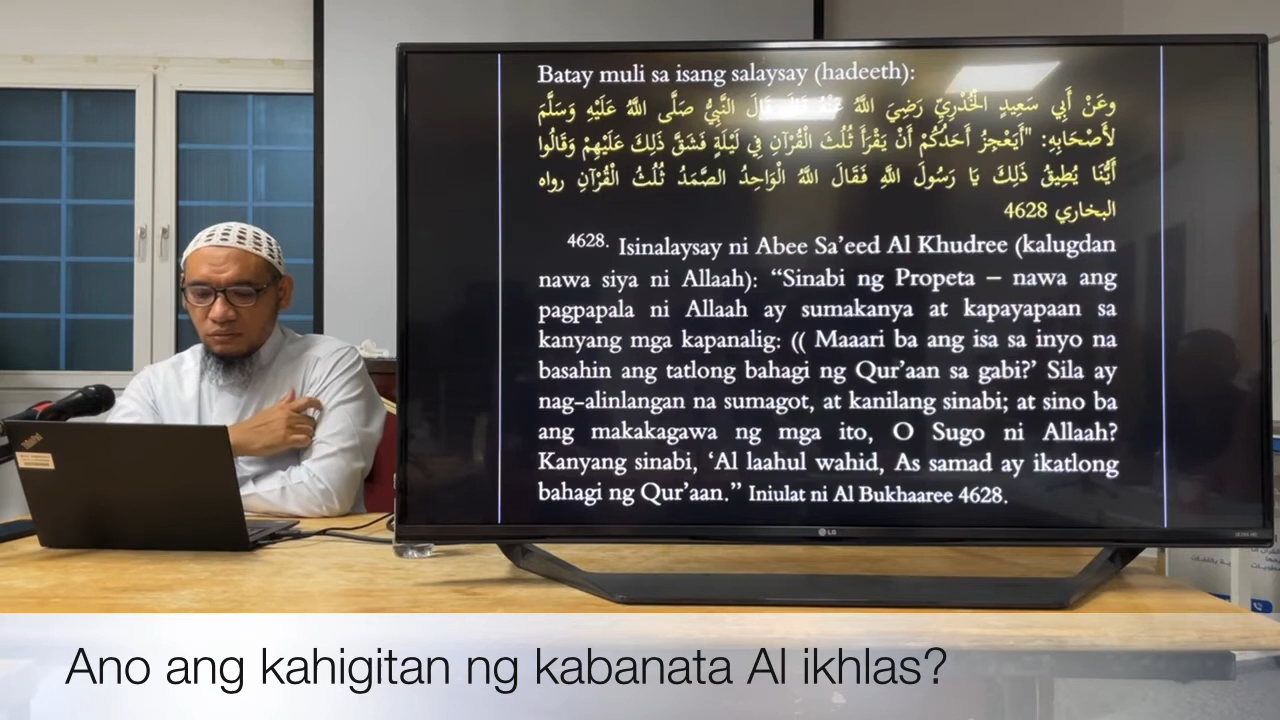 Batay muli sa isang salaysay (hadeeth):
وعَنْ أَبِي سَعِيدٍ الْخُدْرِيِّ رَضِيَ اللَّهُ عَنْهُ قَالَ قَالَ النَّبِيُّ صَلَّى اللَّهُ عَلَيْهِ وَسَلَّمَ
لأَصْحَابِهِ: "أَيَعْجِزُ أَحَدُكُمْ أَنْ يَقْرَأَ ثُلُثَ الْقُرْآنِ فِي لَيْلَةٍ فَشَقَّ ذَلِكَ عَلَيْهِمْ وَقَالُوا
أَيُّنَا يُطِيقُ ذَلِكَ يَا رَسُولَ اللَّهِ فَقَالَ اللَّهُ الْوَاحِدُ الصَّمَدُ ثُلُثُ الْقُرْآنِ رواه
البخاري 4628
4628. Isinalaysay ni Abee Sa’eed Al Khudree (kalugdan
nawa siya ni Allaah): “Sinabi ng Propeta – nawa ang
pagpapala ni Allaah ay sumakanya at kapayapaan sa
kanyang mga kapanalig: (( Maaari ba ang isa sa inyo na
basahin ang tatlong bahagi ng Qur’aan sa gabi?’ Sila ay
nag-alinlangan na sumagot, at kanilang sinabi; at sino ba
ang makakagawa ng mga ito, O Sugo ni Allaah?
Kanyang sinabi, ‘Al laahul wahid, As samad ay ikatlong
bahagi ng Qur’aan.” Iniulat ni Al Bukhaaree 4628.
LG
ThinkPad
Ano ang kahigitan ng kabanata Al ikhlas?